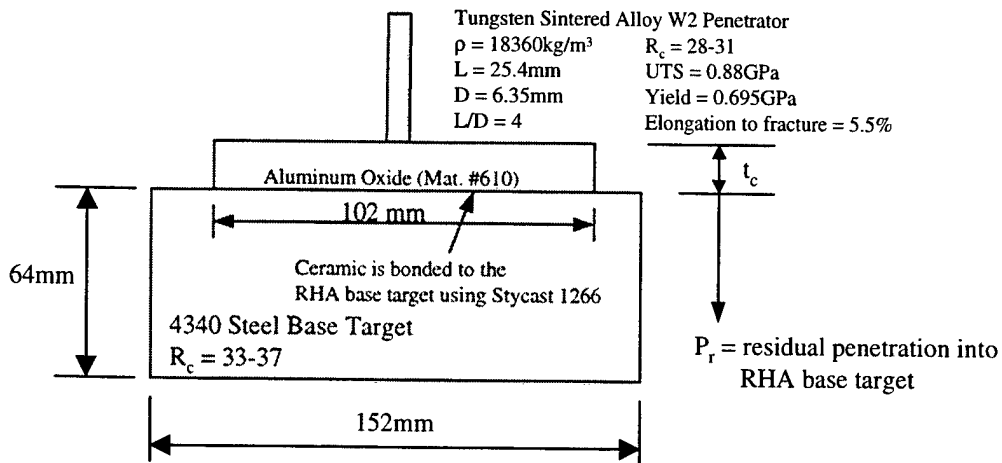 Tungsten Sintered Alloy W2 Penetrator
ρ = 18360kg/m³
L = 25.4mm
D = 6.35mm
L/D = 4
R_c = 28-31
UTS = 0.88GPa
Yield = 0.695GPa
Elongation to fracture = 5.5%
Aluminum Oxide (Mat. #610)
t_c
102 mm
64mm
Ceramic is bonded to the
RHA base target using Stycast 1266
4340 Steel Base Target
R_c = 33-37
P_r = residual penetration into
RHA base target
152mm